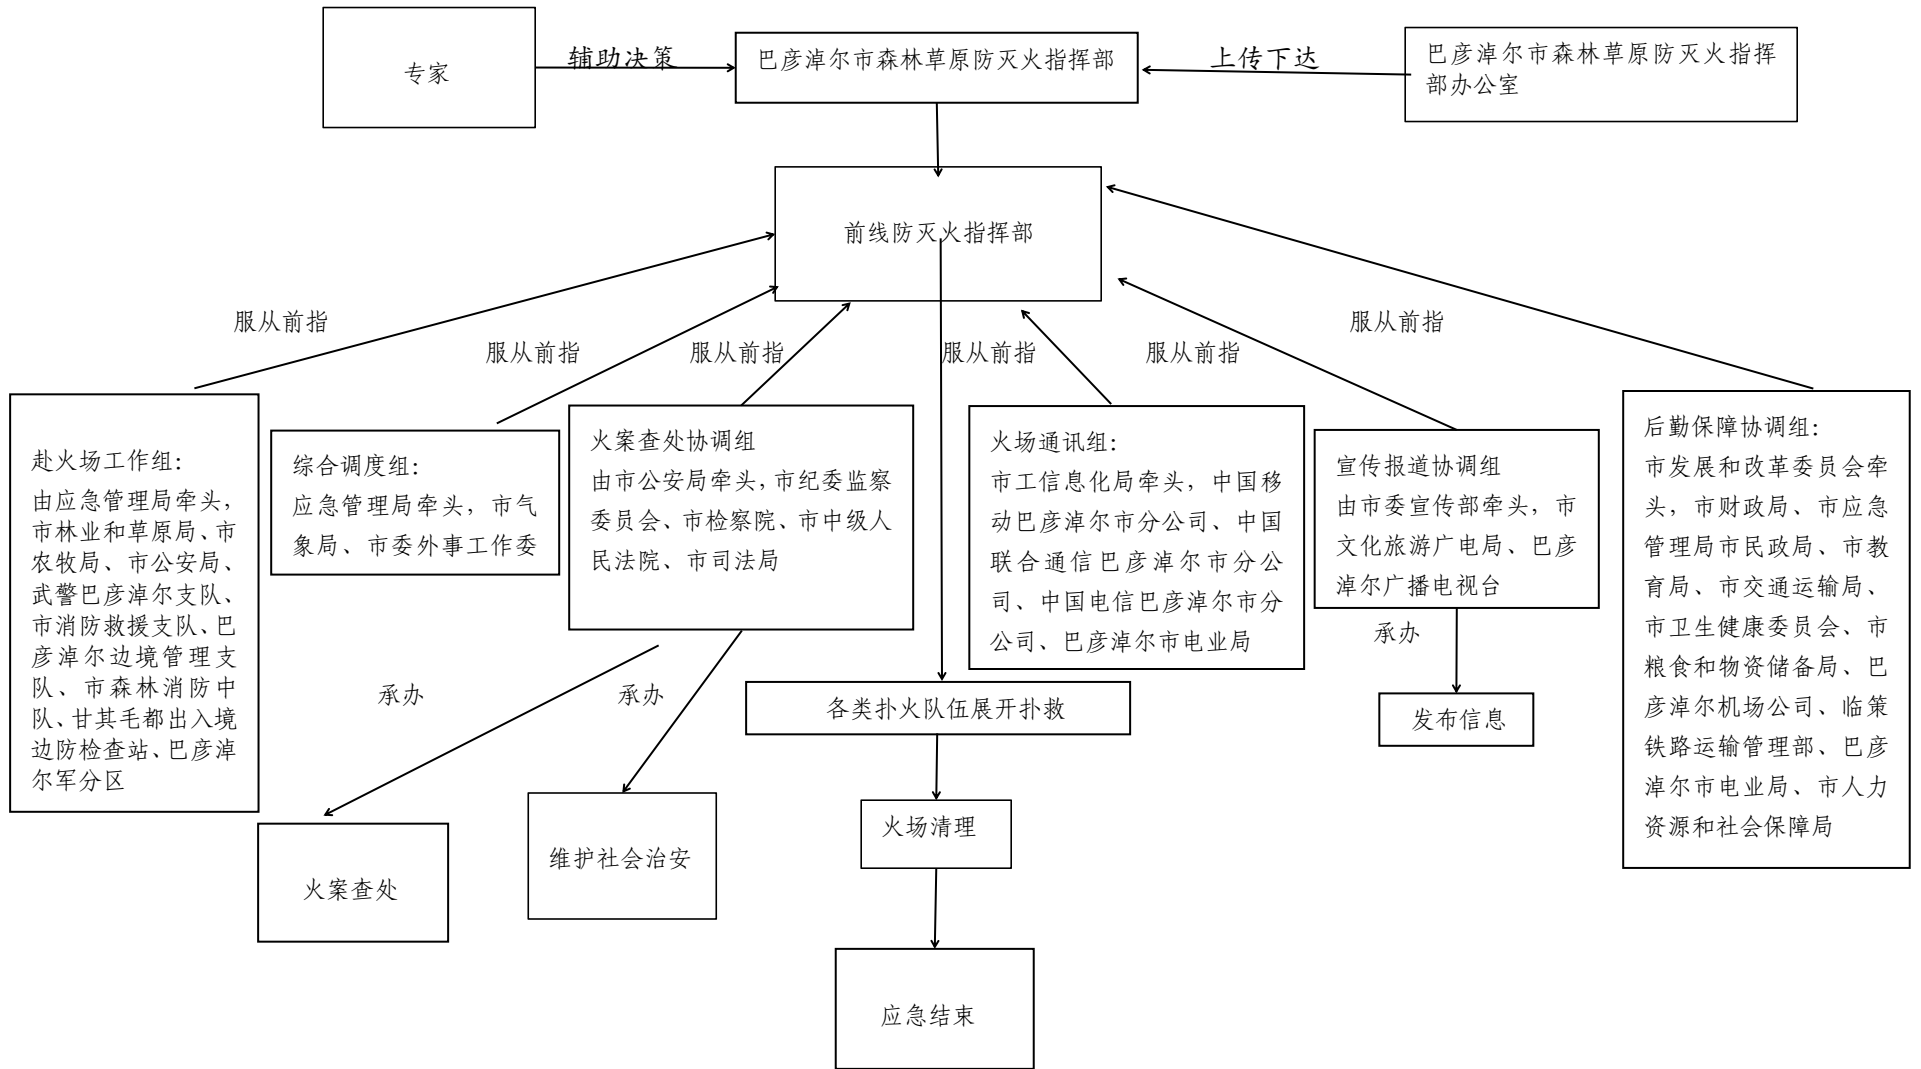 专家
辅助决策
巴彦淖尔市森林草原防灭火指挥部
上传下达
巴彦淖尔市森林草原防灭火指挥
部办公室
前线防灭火指挥部
服从前指
服从前指
服从前指
服从前指
服从前指
服从前指
赴火场工作组：
由应急管理局牵头，
市林业和草原局、市
农牧局、市公安局、
武警巴彦淖尔支队、
市消防救援支队、巴
彦淖尔边境管理支
队、市森林消防中
队、甘其毛都出入境
边防检查站、巴彦淖
尔军分区
综合调度组：
应急管理局牵头，市气
象局、市委外事工作委
火案查处协调组
由市公安局牵头，市纪委监察
委员会、市检察院、市中级人
民法院、市司法局
火场通讯组：
市工信息化局牵头，中国移
动巴彦淖尔市分公司、中国
联合通信巴彦淖尔市分公
司、中国电信巴彦淖尔市分
公司、巴彦淖尔市电业局
宣传报道协调组
由市委宣传部牵头，市
文化旅游广电局、巴彦
淖尔广播电视台
后勤保障协调组：
市发展和改革委员会牵
头，市财政局、市应急
管理局市民政局、市教
育局、市交通运输局、
市卫生健康委员会、市
粮食和物资储备局、巴
彦淖尔机场公司、临策
铁路运输管理部、巴彦
淖尔市电业局、市人力
资源和社会保障局
承办
承办
承办
各类扑火队伍展开扑救
发布信息
火场清理
维护社会治安
火案查处
应急结束